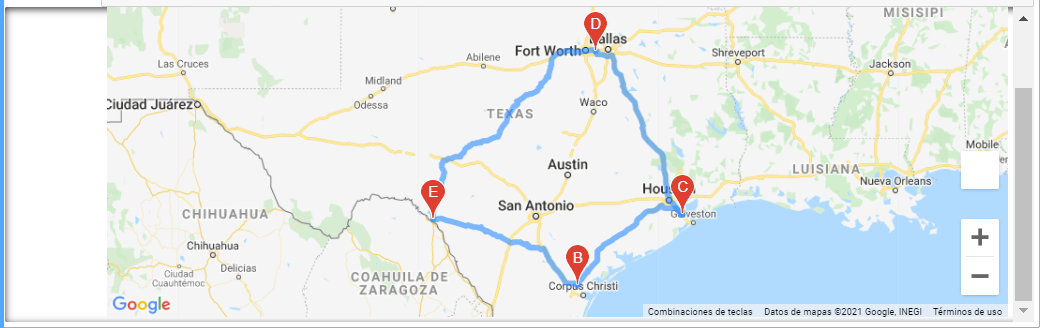 MISISIPI
D
Dallas
Fort Worth
Abilene
Shreveport
Jackson
Las Cruces
Midland
Odessa
Ciudad Juárez
Waco
TEXAS
Mobile
Austin
LUISIANA
Nueva Orleans
E
C
Houston
San Antonio
Galveston
CHIHUAHUA
Chihuahua
B
Ciudad
Cuauhtémoc
Delicias
COAHUILA DE
ZARAGOZA
Corpus Christi
+
−
Google
Combinaciones de teclas
Datos de mapas ©2021 Google, INEGI
Términos de uso